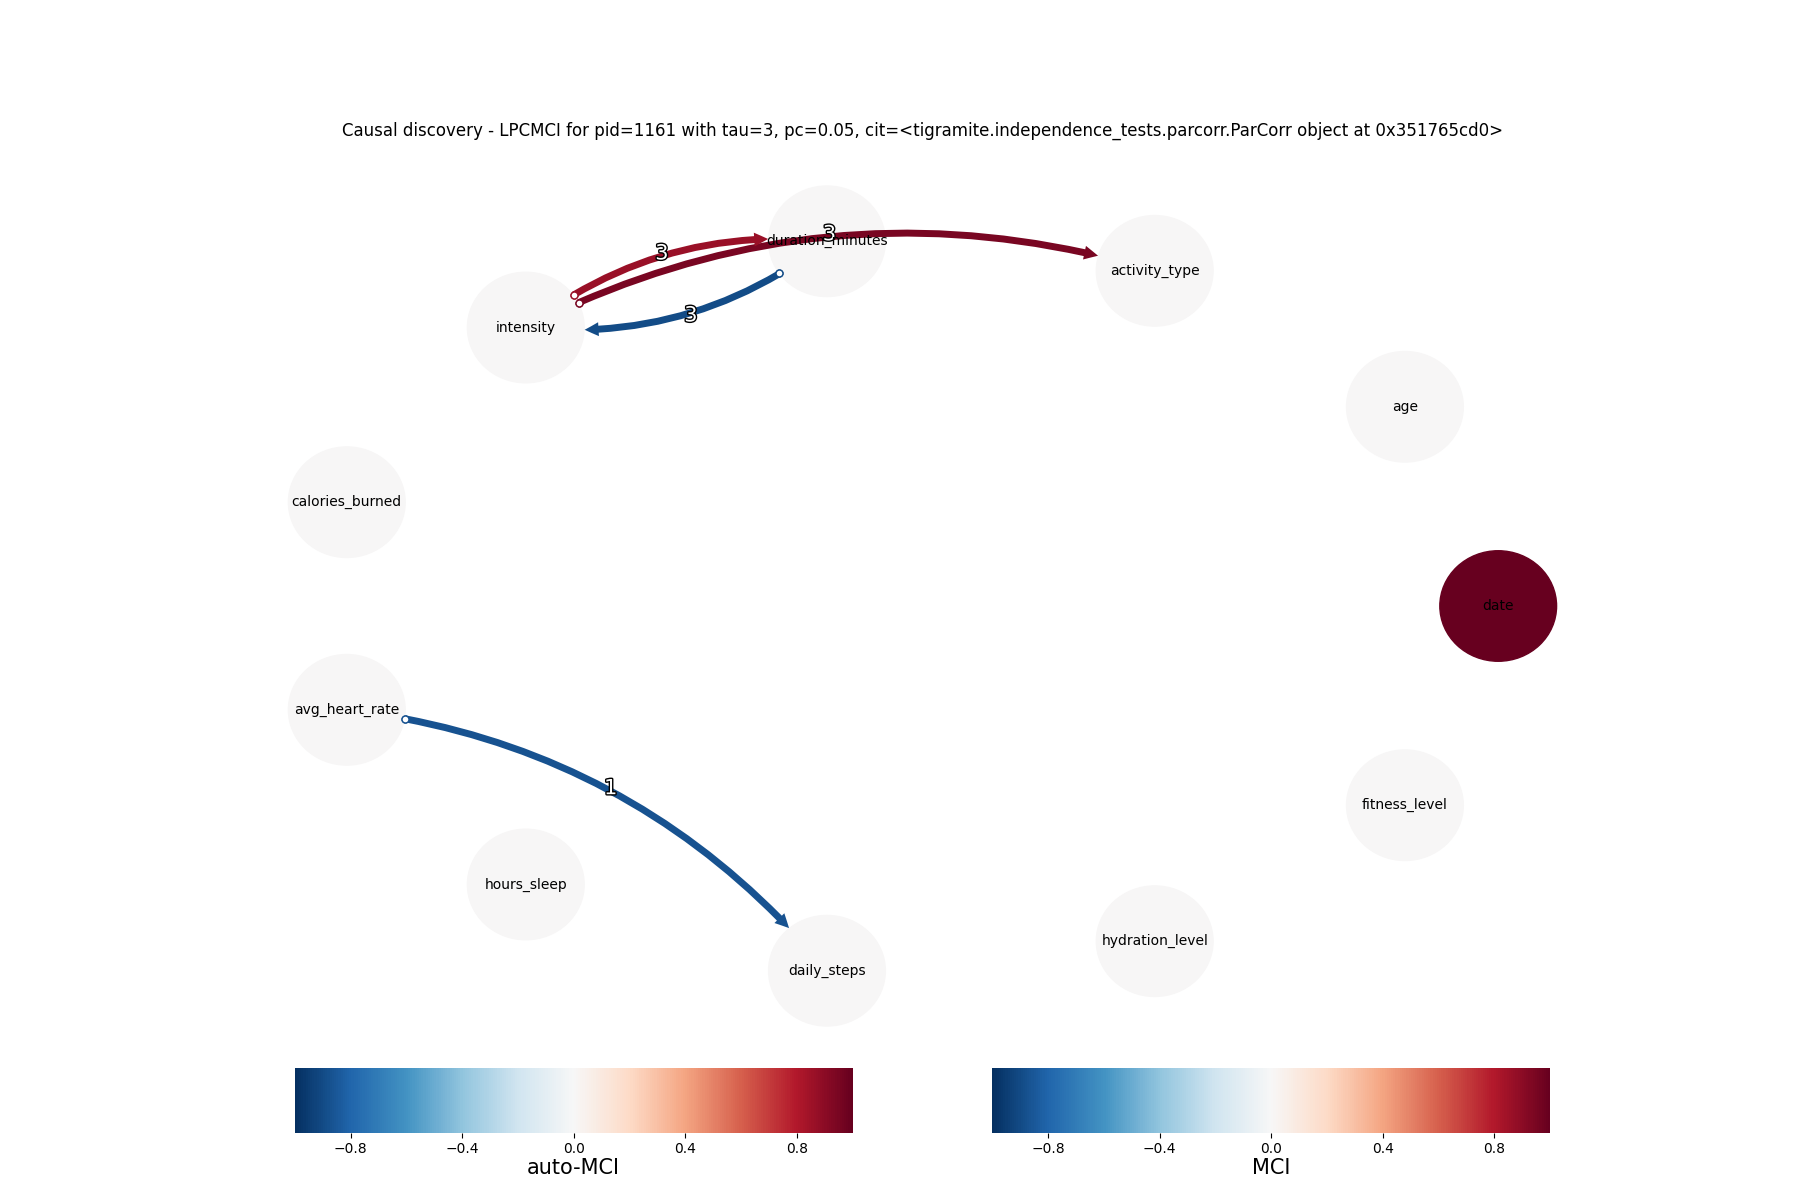 Causal discovery - LPCMCI for pid=1161 with tau=3, pc=0.05, cit=<tigramite.independence_tests.parcorr.ParCorr object at 0x351765cd0>
3
duration_minutes
3
activity_type
3
intensity
age
calories_burned
date
avg_heart_rate
1
fitness_level
hours_sleep
hydration_level
daily_steps
−0.8 −0.4 0.0 0.4 0.8
auto-MCI
−0.8 −0.4 0.0 0.4 0.8
MCI